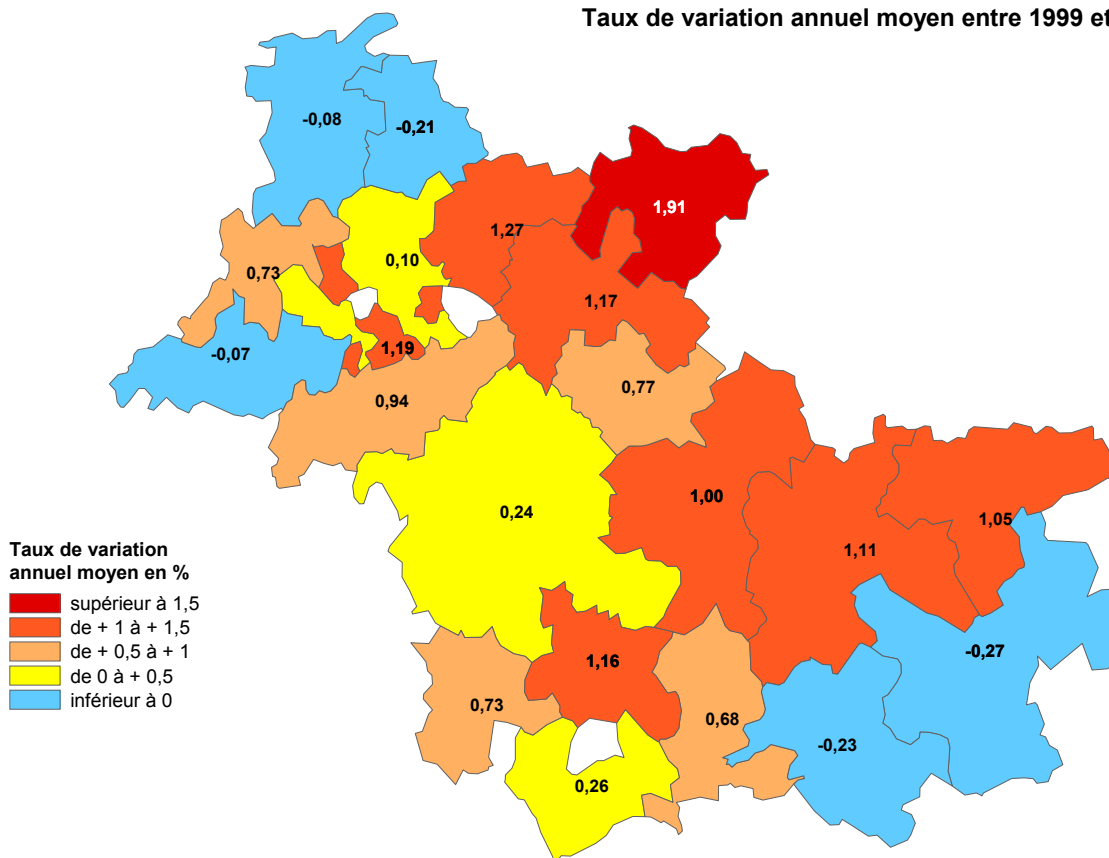 Taux de variation annuel moyen entre 1999 et
-0,08
-0,21
1,91
1,27
0,10
0,73
1,17
-0,07
1,19
0,77
0,94
1,00
0,24
1,05
1,11
Taux de variation
annuel moyen en %
supérieur à 1,5
de + 1 à + 1,5
de + 0,5 à + 1
de 0 à + 0,5
inférieur à 0
-0,27
1,16
0,73
0,68
-0,23
0,26